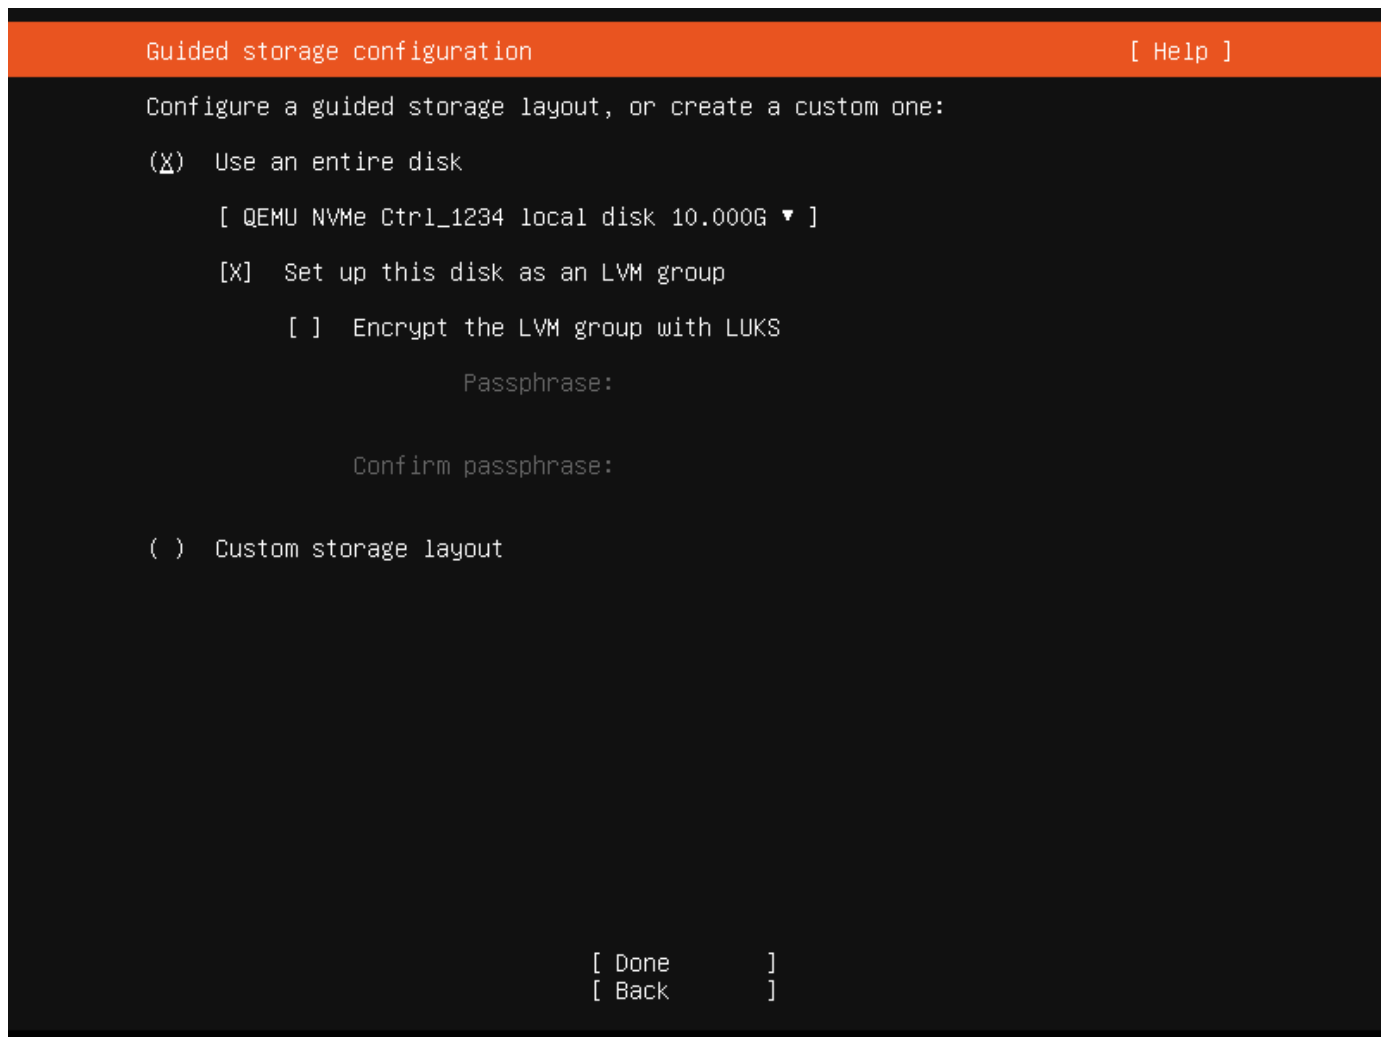 Guided storage configuration [ Help ]
Configure a guided storage layout, or create a custom one:
(X) Use an entire disk
[ QEMU NVMe Ctrl_1234 local disk 10.000G ▾ ]
[X] Set up this disk as an LVM group
[ ] Encrypt the LVM group with LUKS
Passphrase:
Confirm passphrase:
( ) Custom storage layout
[ Done ]
[ Back ]